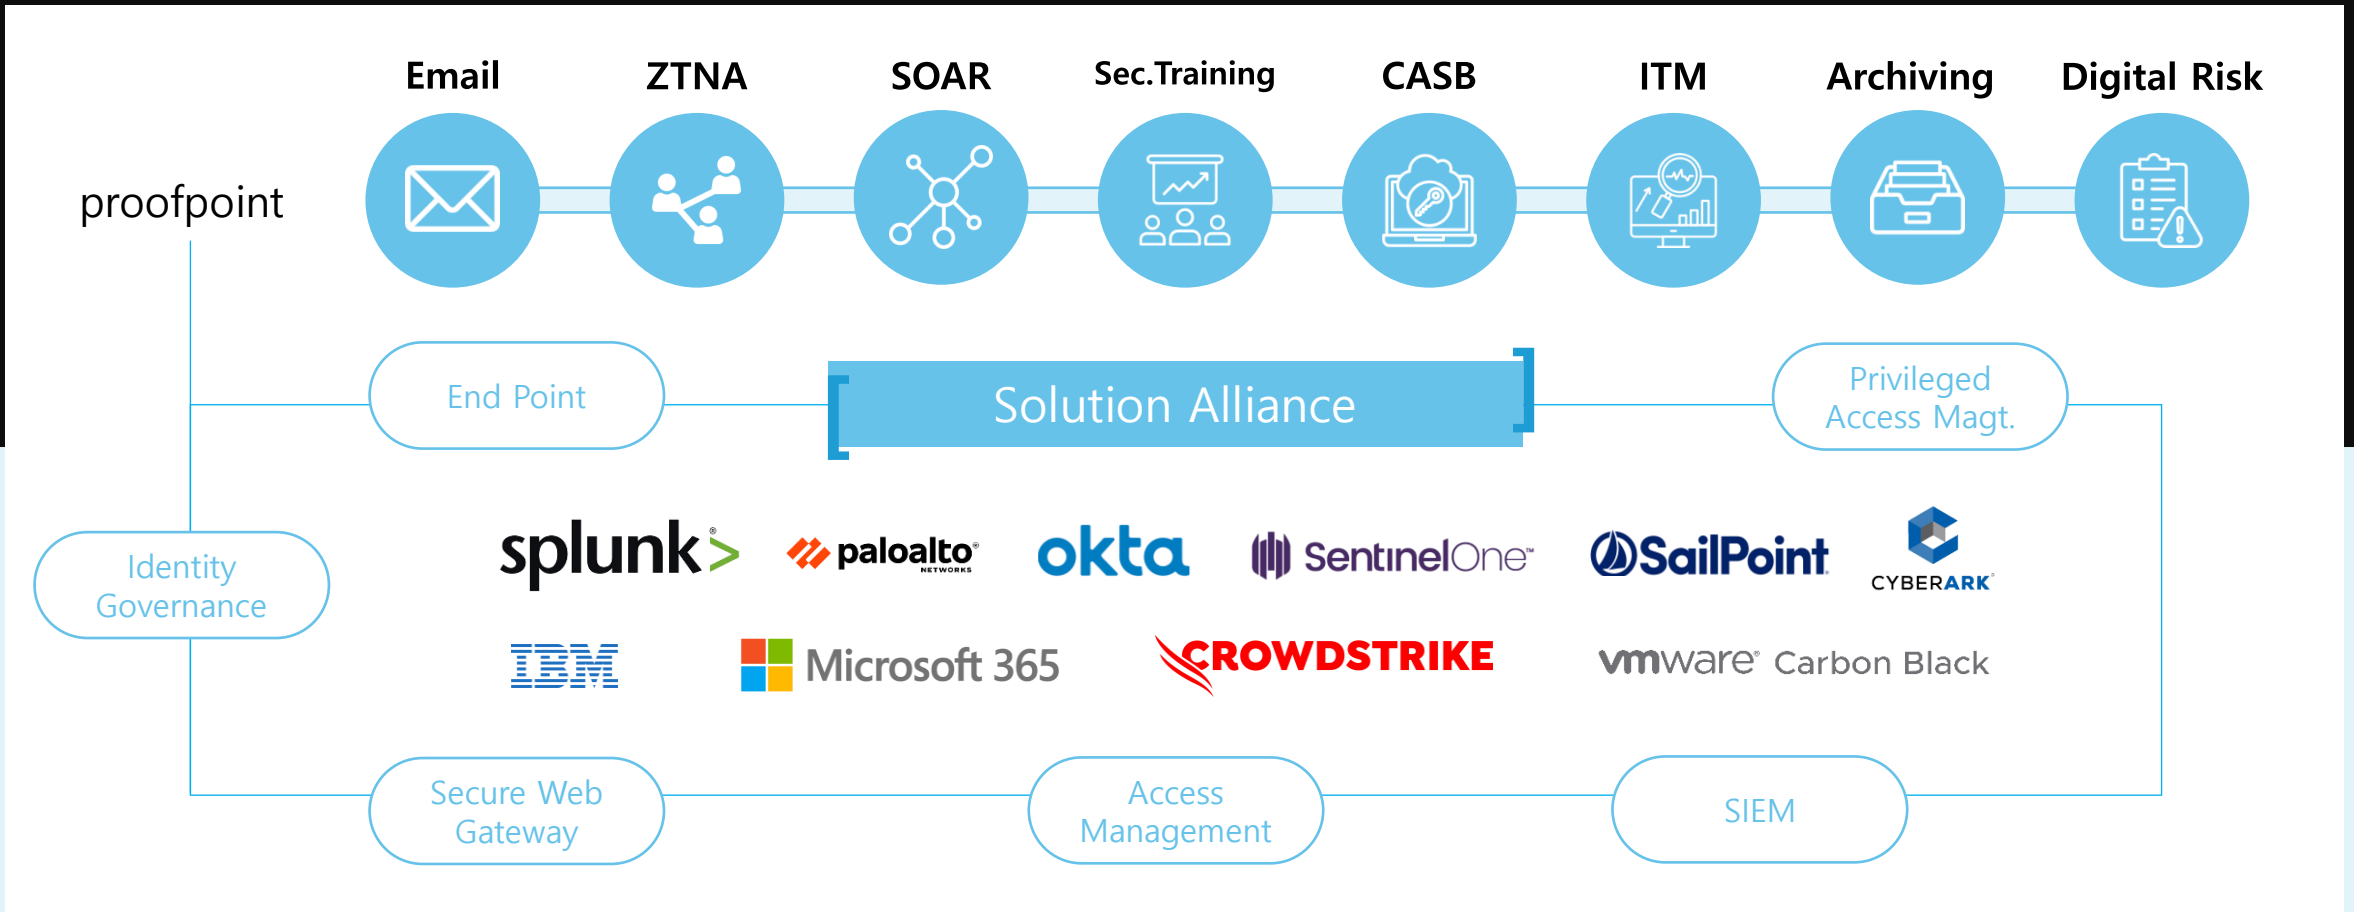 Email
ZTNA
SOAR
Sec.Training
CASB
ITM
Archiving
Digital Risk
proofpoint
End Point
Solution Alliance
Privileged
Access Magt.
Identity
Governance
splunk>®
paloalto®
NETWORKS
okta
SentinelOne™
SailPoint
CYBERARK®
IBM
Microsoft 365
CROWDSTRIKE
vmware® Carbon Black
Secure Web
Gateway
Access
Management
SIEM